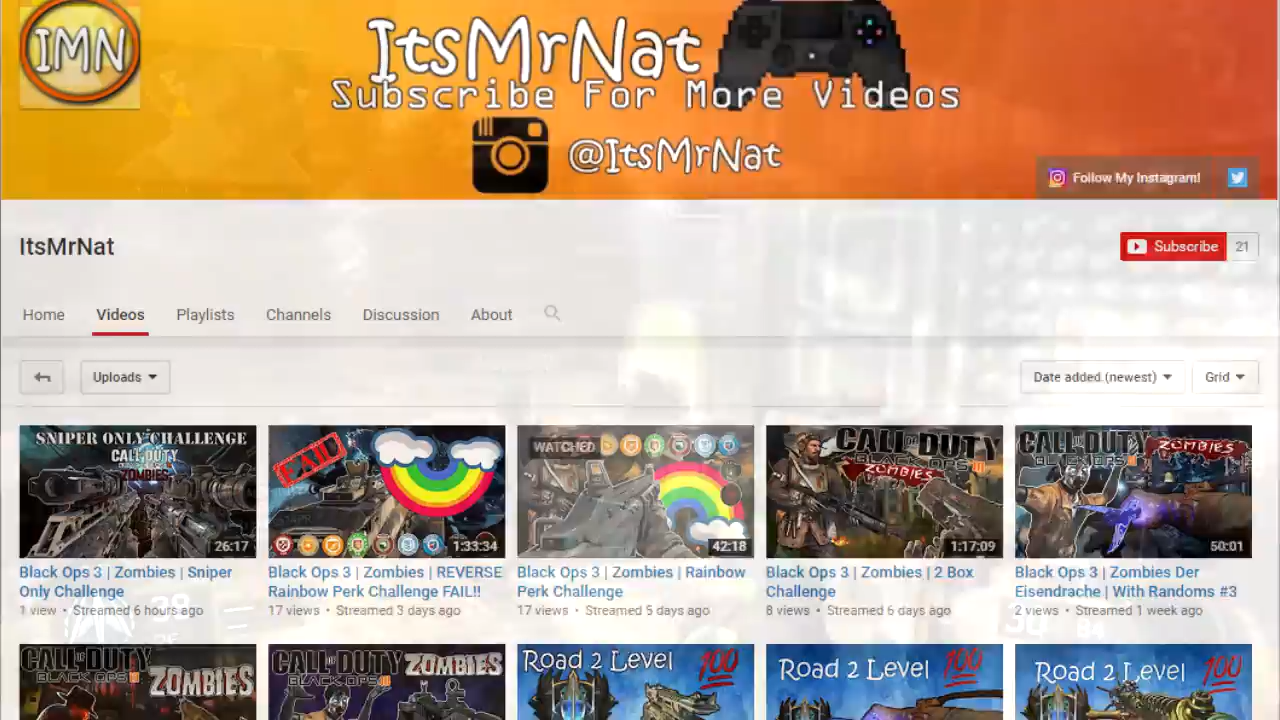 IMN
ItsMrNat
Subscribe For More Videos
@ItsMrNat
Follow My Instagram!
ItsMrNat
Subscribe 21
Home Videos Playlists Channels Discussion About
Uploads
Date added (newest) Grid
SNIPER ONLY CHALLENGE
CALL OF DUTY
ZOMBIES
26:17
FAIL
1:33:34
WATCHED
42:18
CALL OF DUTY
BLACK OPS III
ZOMBIES
1:17:09
CALL OF DUTY
BLACK OPS III
ZOMBIES
50:01
Black Ops 3 | Zombies | Sniper
Only Challenge
1 view • Streamed 6 hours ago
Black Ops 3 | Zombies | REVERSE
Rainbow Perk Challenge FAIL!!
17 views • Streamed 3 days ago
Black Ops 3 | Zombies | Rainbow
Perk Challenge
17 views • Streamed 5 days ago
Black Ops 3 | Zombies | 2 Box
Challenge
8 views • Streamed 6 days ago
Black Ops 3 | Zombies Der
Eisendrache | With Randoms #3
2 views • Streamed 1 week ago
CALL OF DUTY
BLACK OPS III
ZOMBIES
CALL OF DUTY
BLACK OPS III
ZOMBIES
Road 2 Level 100
Road 2 Level 100
Road 2 Level 100